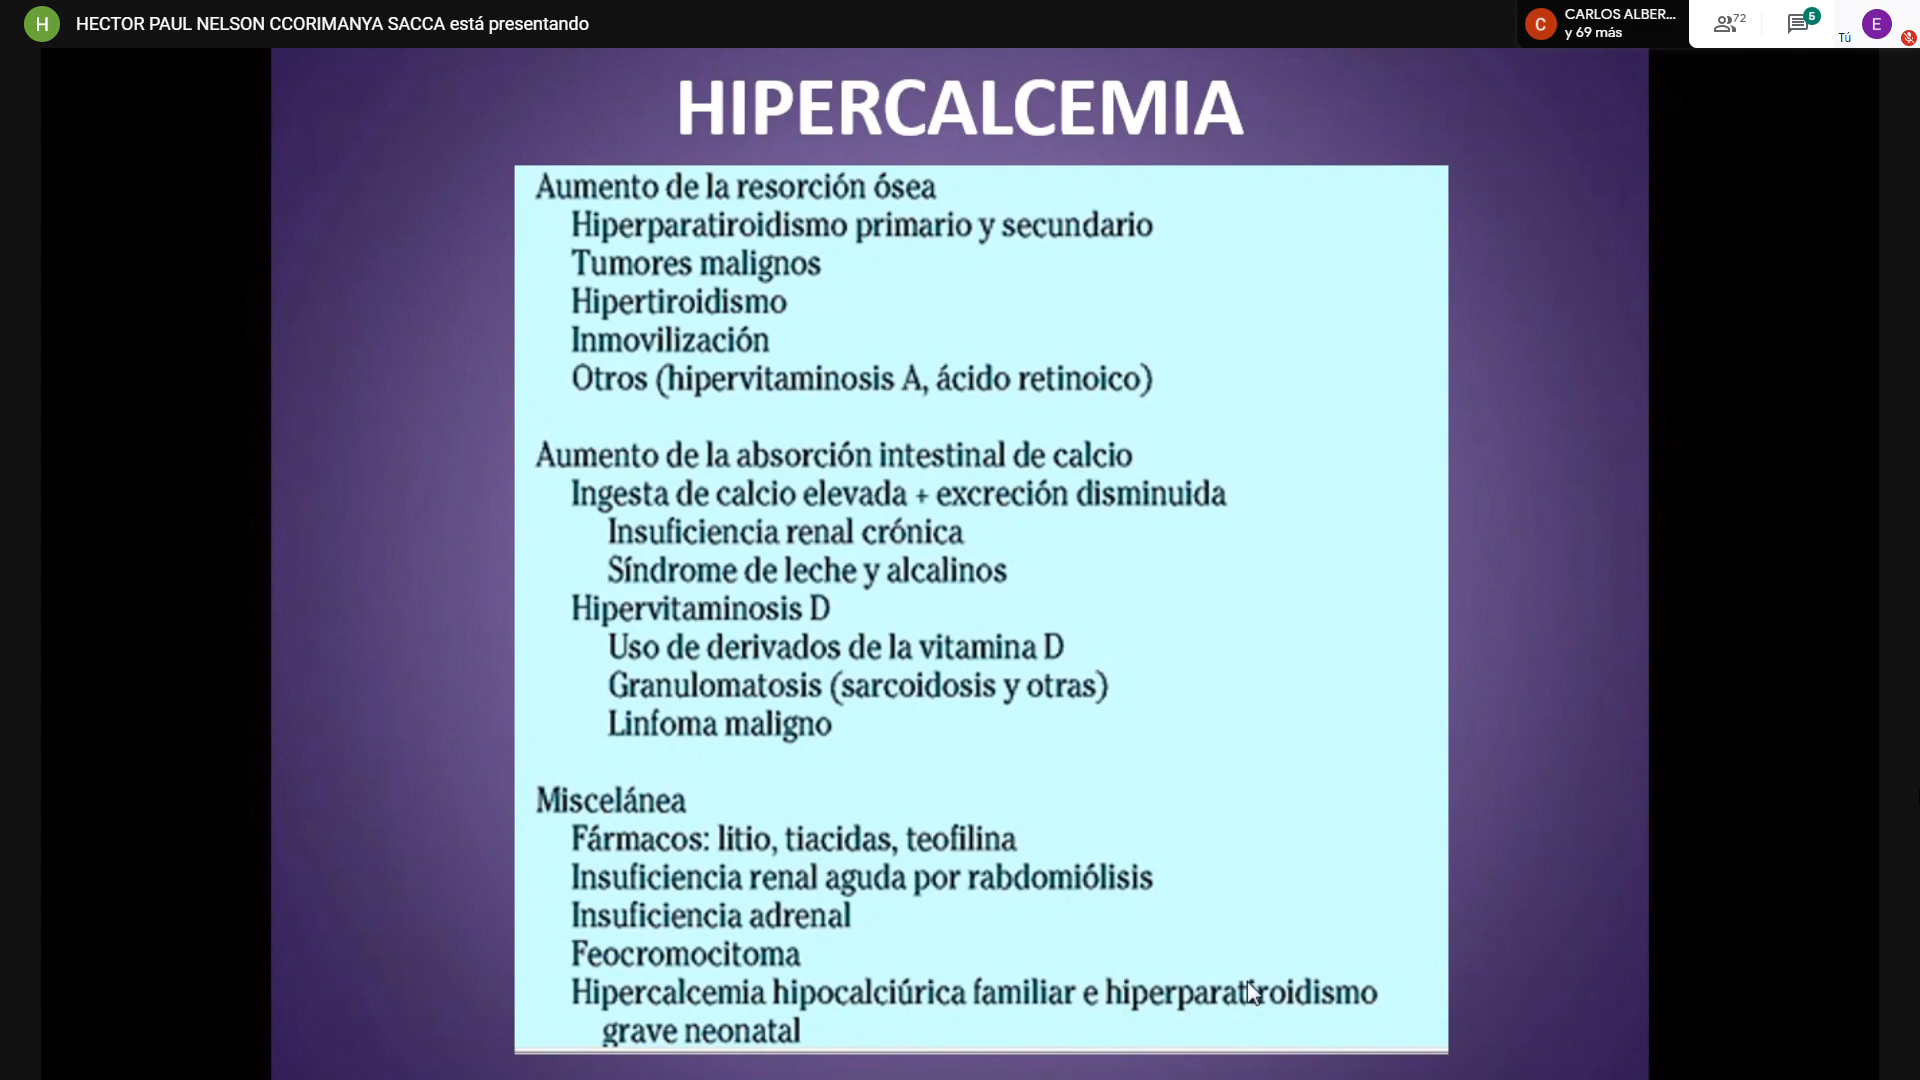 H HECTOR PAUL NELSON CCORIMANYA SACCA está presentando
C CARLOS ALBER...
y 69 más
72
5
Tú
E
HIPERCALCEMIA
Aumento de la resorción ósea
Hiperparatiroidismo primario y secundario
Tumores malignos
Hipertiroidismo
Inmovilización
Otros (hipervitaminosis A, ácido retinoico)
Aumento de la absorción intestinal de calcio
Ingesta de calcio elevada + excreción disminuida
Insuficiencia renal crónica
Síndrome de leche y alcalinos
Hipervitaminosis D
Uso de derivados de la vitamina D
Granulomatosis (sarcoidosis y otras)
Linfoma maligno
Miscelánea
Fármacos: litio, tiacidas, teofilina
Insuficiencia renal aguda por rabdomiólisis
Insuficiencia adrenal
Feocromocitoma
Hipercalcemia hipocalciúrica familiar e hiperparatiroidismo
grave neonatal